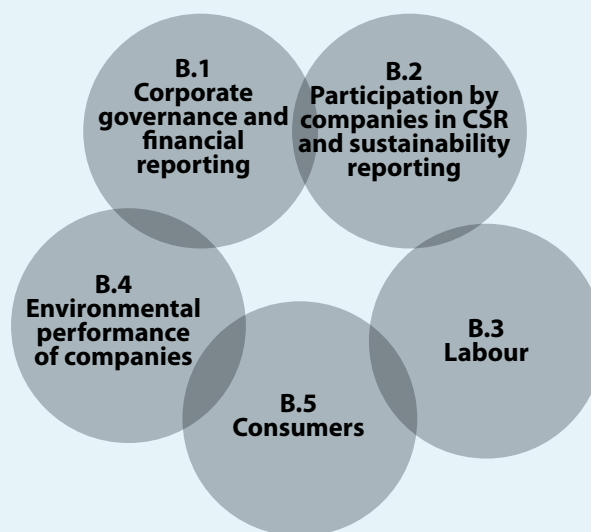 B.1
Corporate
governance and
financial
reporting
B.2
Participation by
companies in CSR
and sustainability
reporting
B.3
Labour
B.4
Environmental
performance
of companies
B.5
Consumers